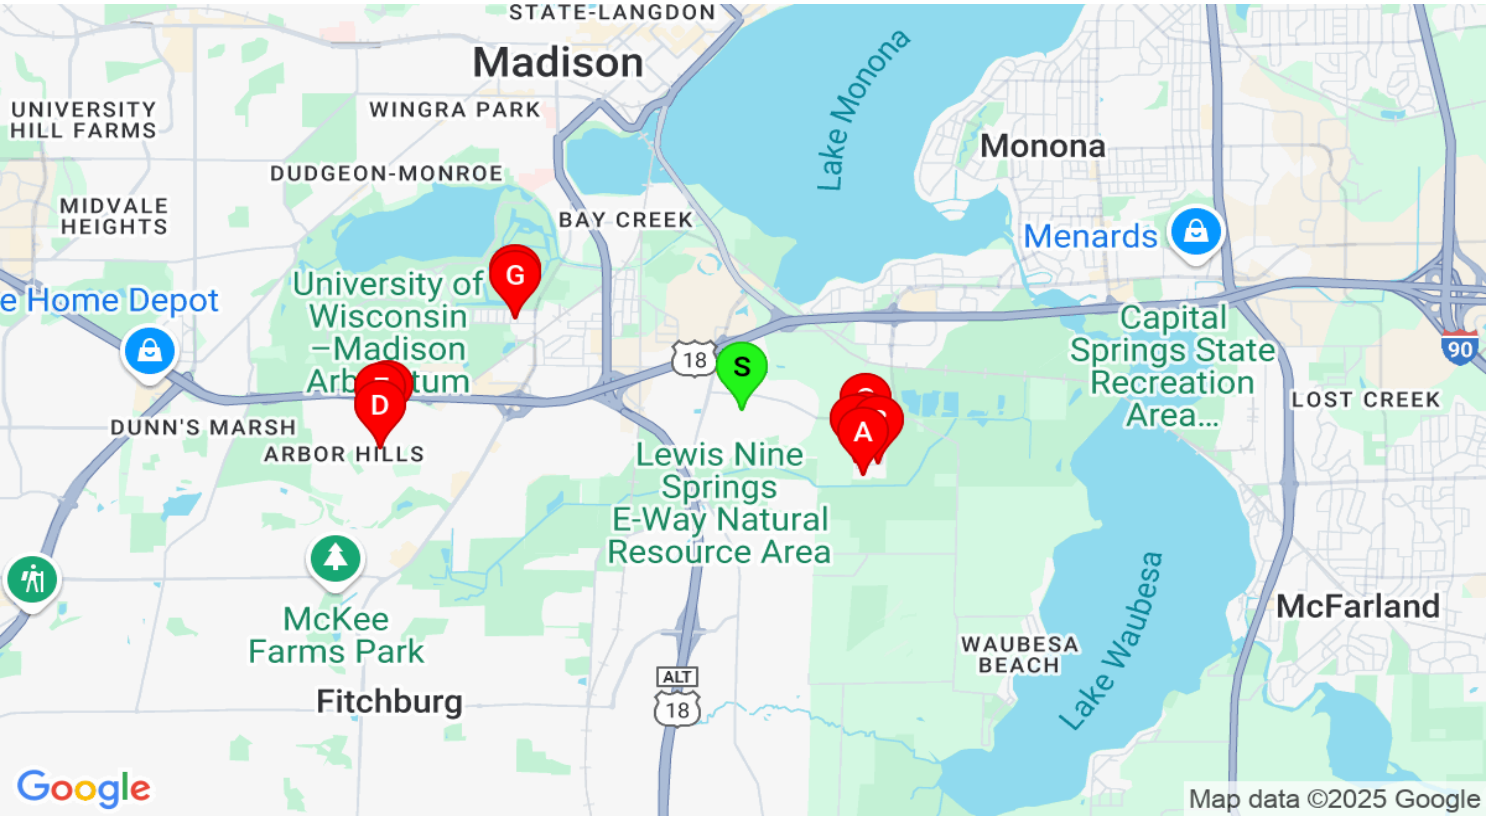 STATE-LANGDON
Madison
UNIVERSITY
HILL FARMS
WINGRA PARK
Lake Monona
Monona
DUDGEON-MONROE
MIDVALE
HEIGHTS
BAY CREEK
Menards
G
University of
Wisconsin
–Madison
e Home Depot
Capital
Springs State
Recreation
Area...
18
S
90
D
A
DUNN'S MARSH
ARBOR HILLS
LOST CREEK
Lewis Nine
Springs
E-Way Natural
Resource Area
McKee
Farms Park
Lake Waubesa
McFarland
WAUBESA
BEACH
ALT
18
Fitchburg
Google
Map data ©2025 Google